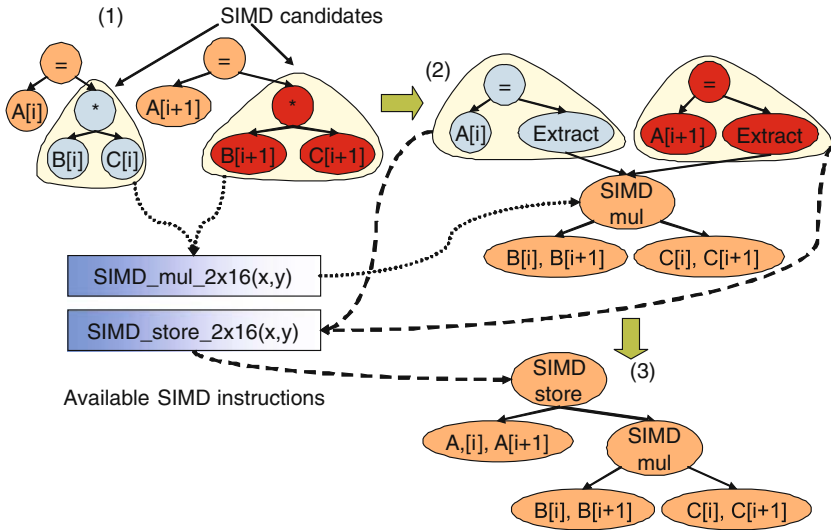 (1)
SIMD candidates
=
A[i]
*
B[i]
C[i]
=
A[i+1]
*
B[i+1]
C[i+1]
(2)
=
A[i]
Extract
=
A[i+1]
Extract
SIMD
mul
B[i], B[i+1]
C[i], C[i+1]
SIMD_mul_2x16(x,y)
SIMD_store_2x16(x,y)
Available SIMD instructions
(3)
SIMD
store
A,[i], A[i+1]
SIMD
mul
B[i], B[i+1]
C[i], C[i+1]